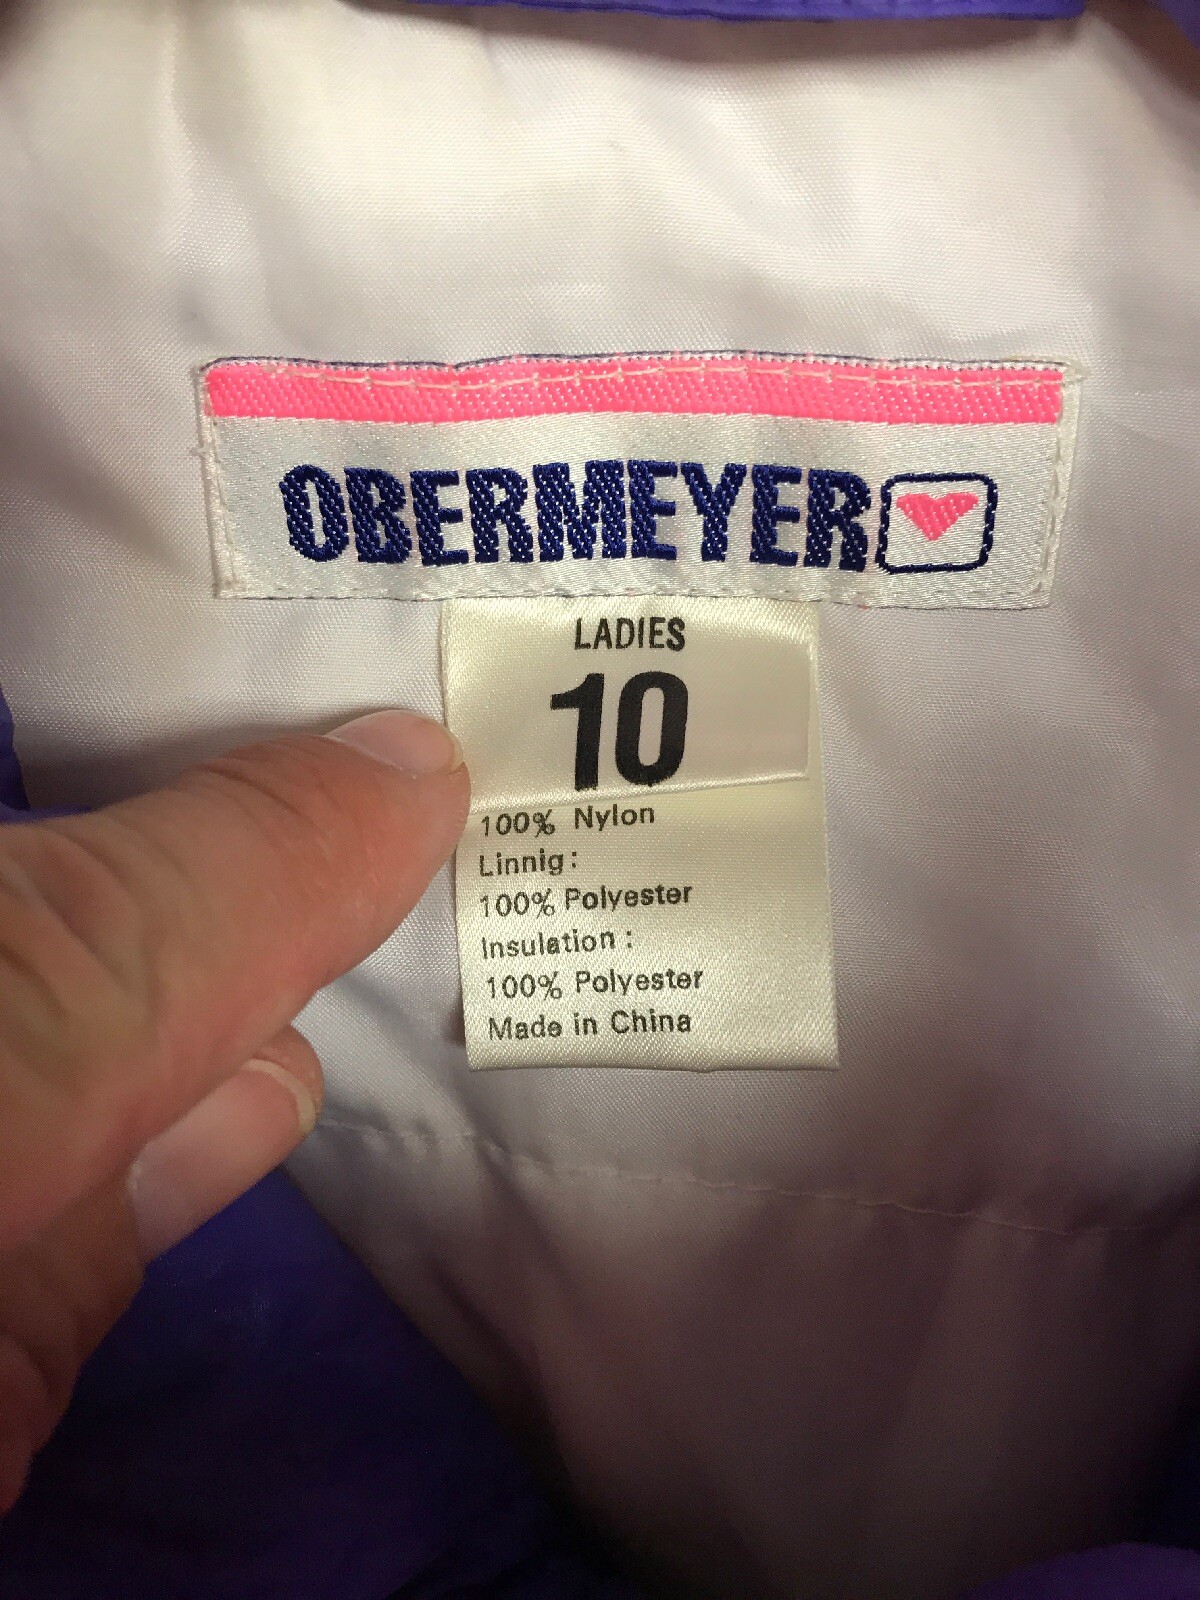 OBERMEYER
LADIES
10
100% Nylon
Linnig:
100% Polyester
Insulation:
100% Polyester
Made in China